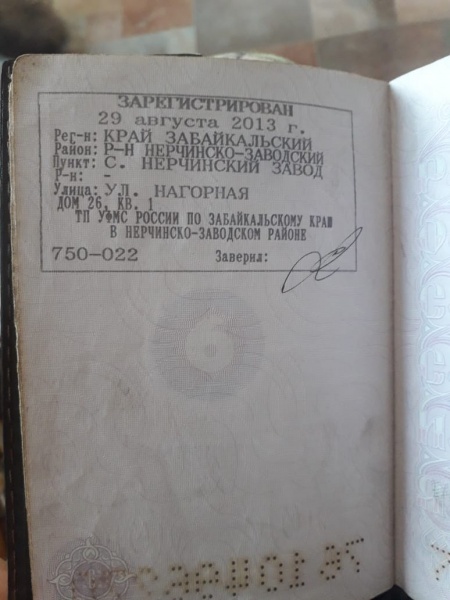 ЗАРЕГИСТРИРОВАН
29 августа 2013 г.
Рег-н: КРАЙ ЗАБАЙКАЛЬСКИЙ
Район: Р-Н НЕРЧИНСКО-ЗАВОДСКИЙ
Пункт: С. НЕРЧИНСКИЙ ЗАВОД
Р-н: -
Улица: УЛ. НАГОРНАЯ
ДОМ 26, КВ. 1
ТП УФМС РОССИИ ПО ЗАБАЙКАЛЬСКОМУ КРАЮ
В НЕРЧИНСКО-ЗАВОДСКОМ РАЙОНЕ
750-022 Заверил:
6